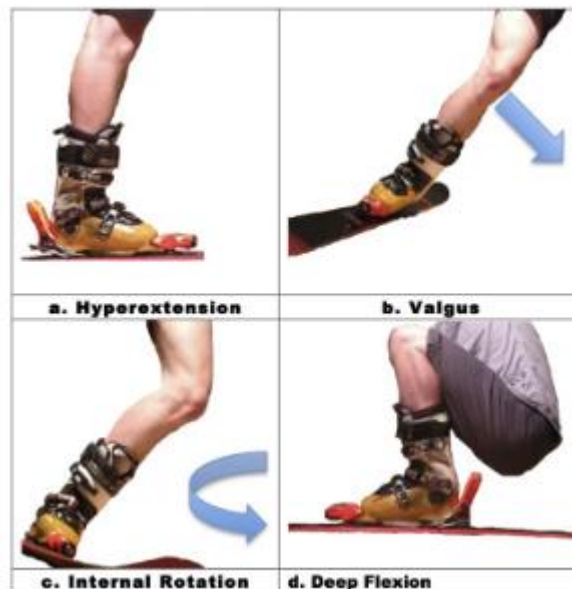 a. Hyperextension
b. Valgus
c. Internal Rotation
d. Deep Flexion